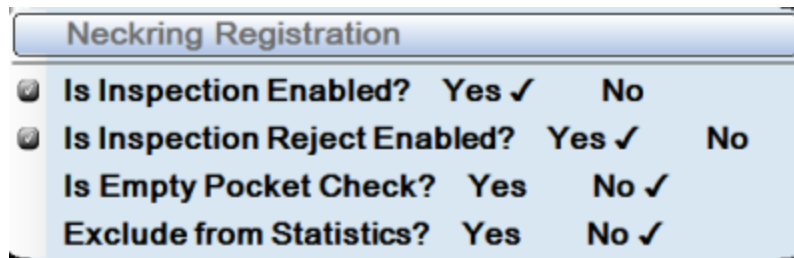 Neckring Registration
Is Inspection Enabled? Yes ✓ No
Is Inspection Reject Enabled? Yes ✓ No
Is Empty Pocket Check? Yes No ✓
Exclude from Statistics? Yes No ✓